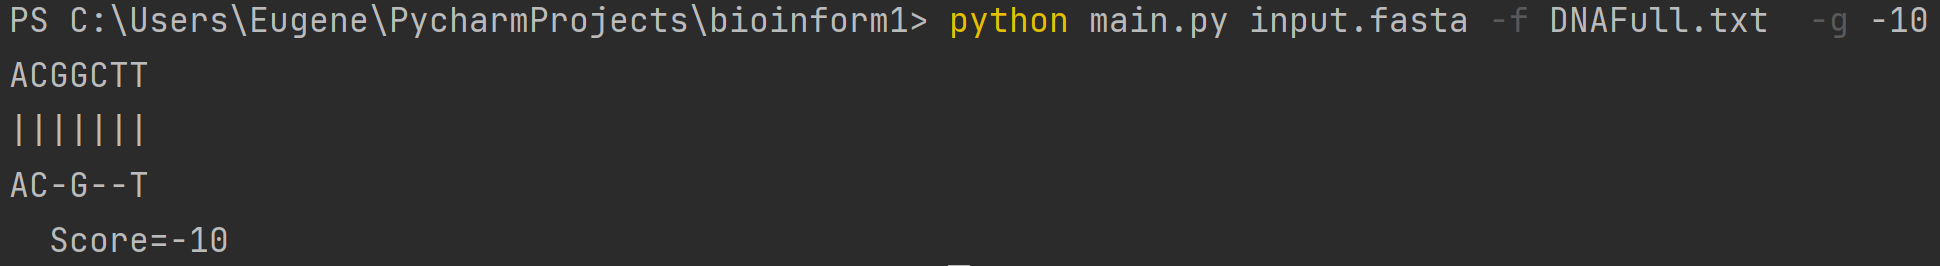 PS C:\Users\Eugene\PycharmProjects\bioinform1> python main.py input.fasta -f DNAFull.txt  -g -10
ACGGCTT
|||||||
AC-G--T
  Score=-10